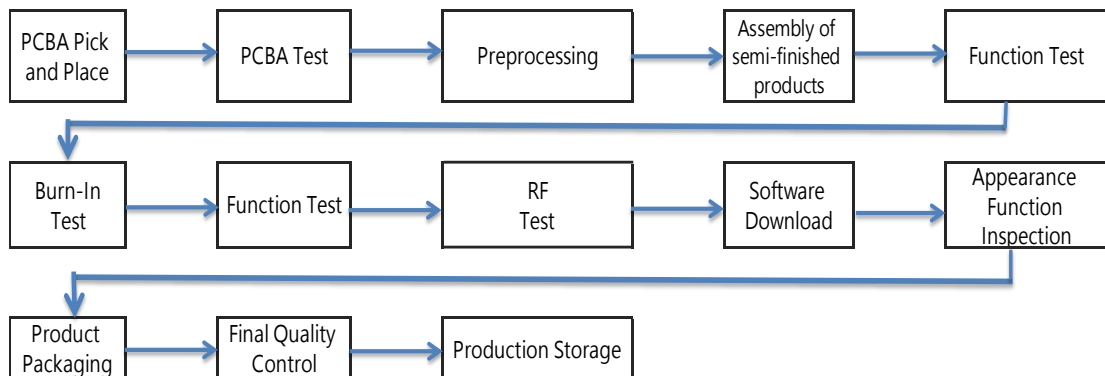 PCBA Pick
and Place
PCBA Test
Preprocessing
Assembly of
semi-finished
products
Function Test
Burn-In
Test
Function Test
RF
Test
Software
Download
Appearance
Function
Inspection
Product
Packaging
Final Quality
Control
Production Storage